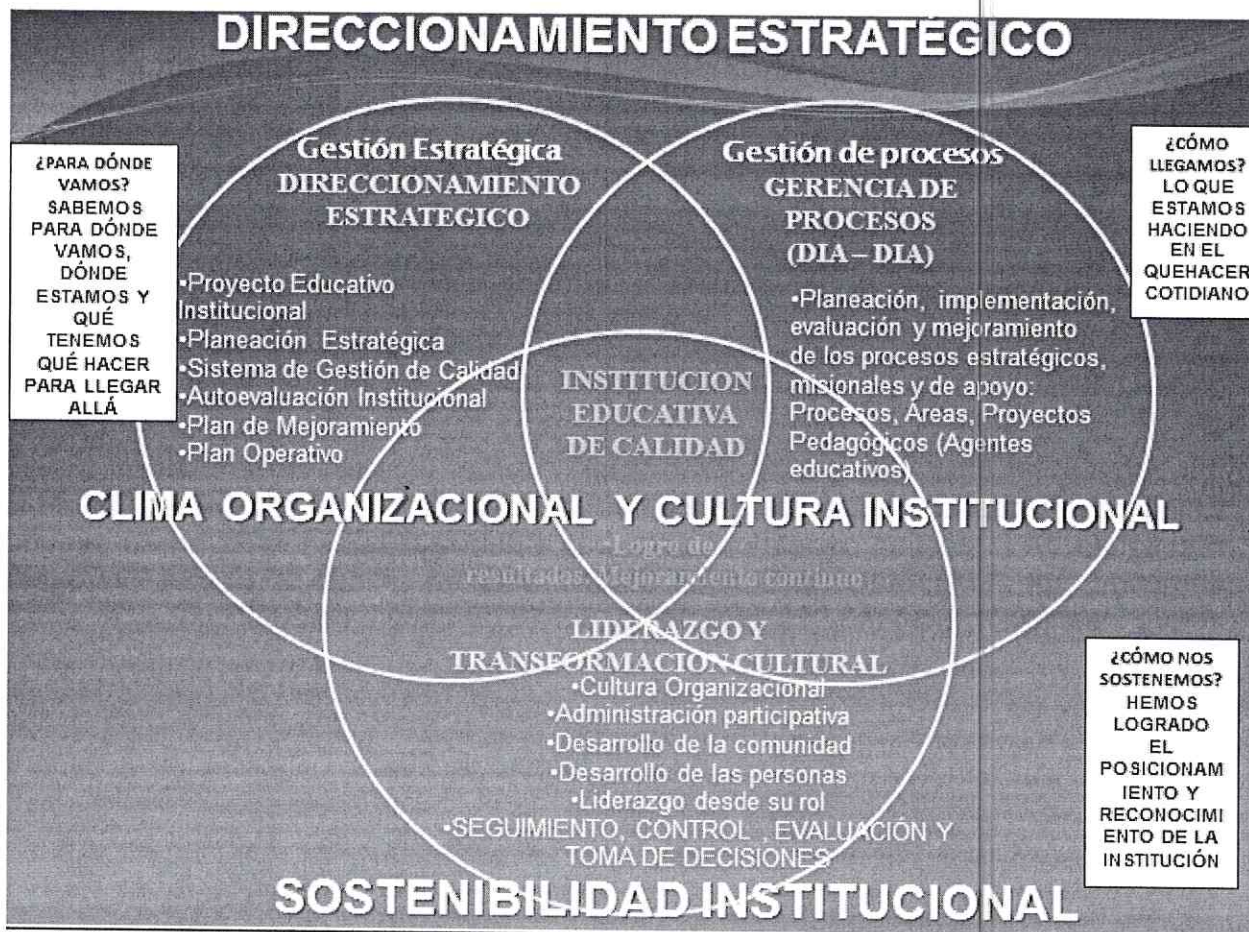 DIRECCIONAMIENTO ESTRATÉGICO
¿PARA DÓNDE
VAMOS?
SABEMOS
PARA DÓNDE
VAMOS,
DÓNDE
ESTAMOS Y
QUÉ
TENEMOS
QUÉ HACER
PARA LLEGAR
ALLÁ
Gestión Estratégica
DIRECCIONAMIENTO
ESTRATEGICO
•Proyecto Educativo
Institucional
•Planeación Estratégica
•Sistema de Gestión de Calidad
•Autoevaluación Institucional
•Plan de Mejoramiento
•Plan Operativo
Gestión de procesos
GERENCIA DE
PROCESOS
(DIA – DIA)
•Planeación, implementación,
evaluación y mejoramiento
de los procesos estratégicos,
misionales y de apoyo:
Procesos, Áreas, Proyectos
Pedagógicos (Agentes
educativos)
¿CÓMO
LLEGAMOS?
LO QUE
ESTAMOS
HACIENDO
EN EL
QUEHACER
COTIDIANO
INSTITUCION
EDUCATIVA
DE CALIDAD
CLIMA ORGANIZACIONAL Y CULTURA INSTITUCIONAL
•Logro de
resultados. Mejoramiento continuo
LIDERAZGO Y
TRANSFORMACION CULTURAL
•Cultura Organizacional
•Administración participativa
•Desarrollo de la comunidad
•Desarrollo de las personas
•Liderazgo desde su rol
•SEGUIMIENTO, CONTROL , EVALUACIÓN Y
TOMA DE DECISIONES
¿CÓMO NOS
SOSTENEMOS?
HEMOS
LOGRADO
EL
POSICIONAM
IENTO Y
RECONOCIMI
ENTO DE LA
INSTITUCIÓN
SOSTENIBILIDAD INSTITUCIONAL